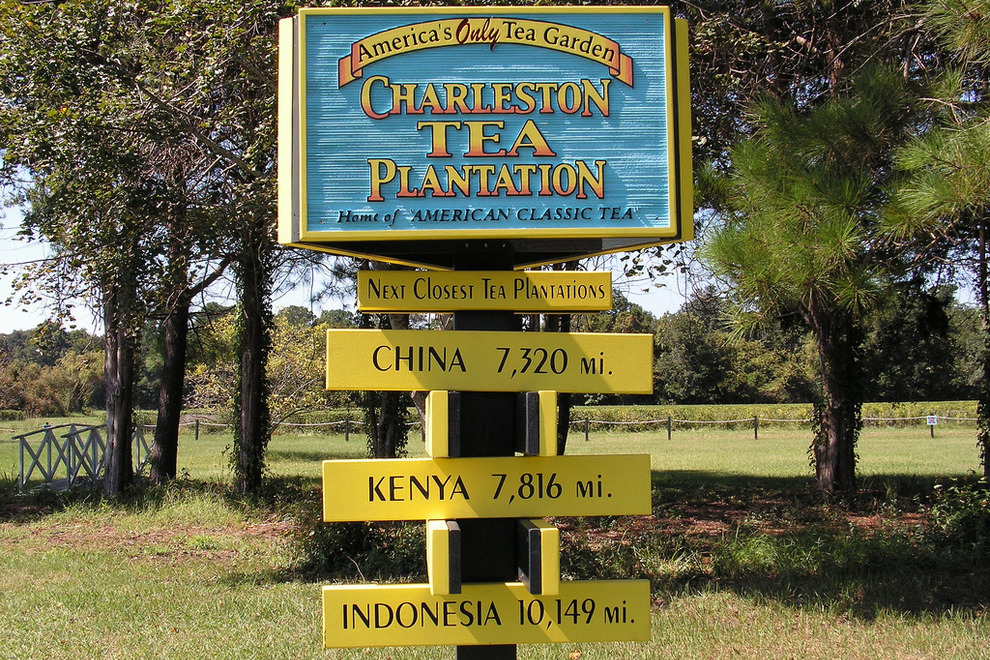 America's Only Tea Garden
CHARLESTON
TEA
PLANTATION
Home of "AMERICAN CLASSIC TEA"
NEXT CLOSEST TEA PLANTATIONS
CHINA 7,320 MI.
KENYA 7,816 MI.
INDONESIA 10,149 MI.